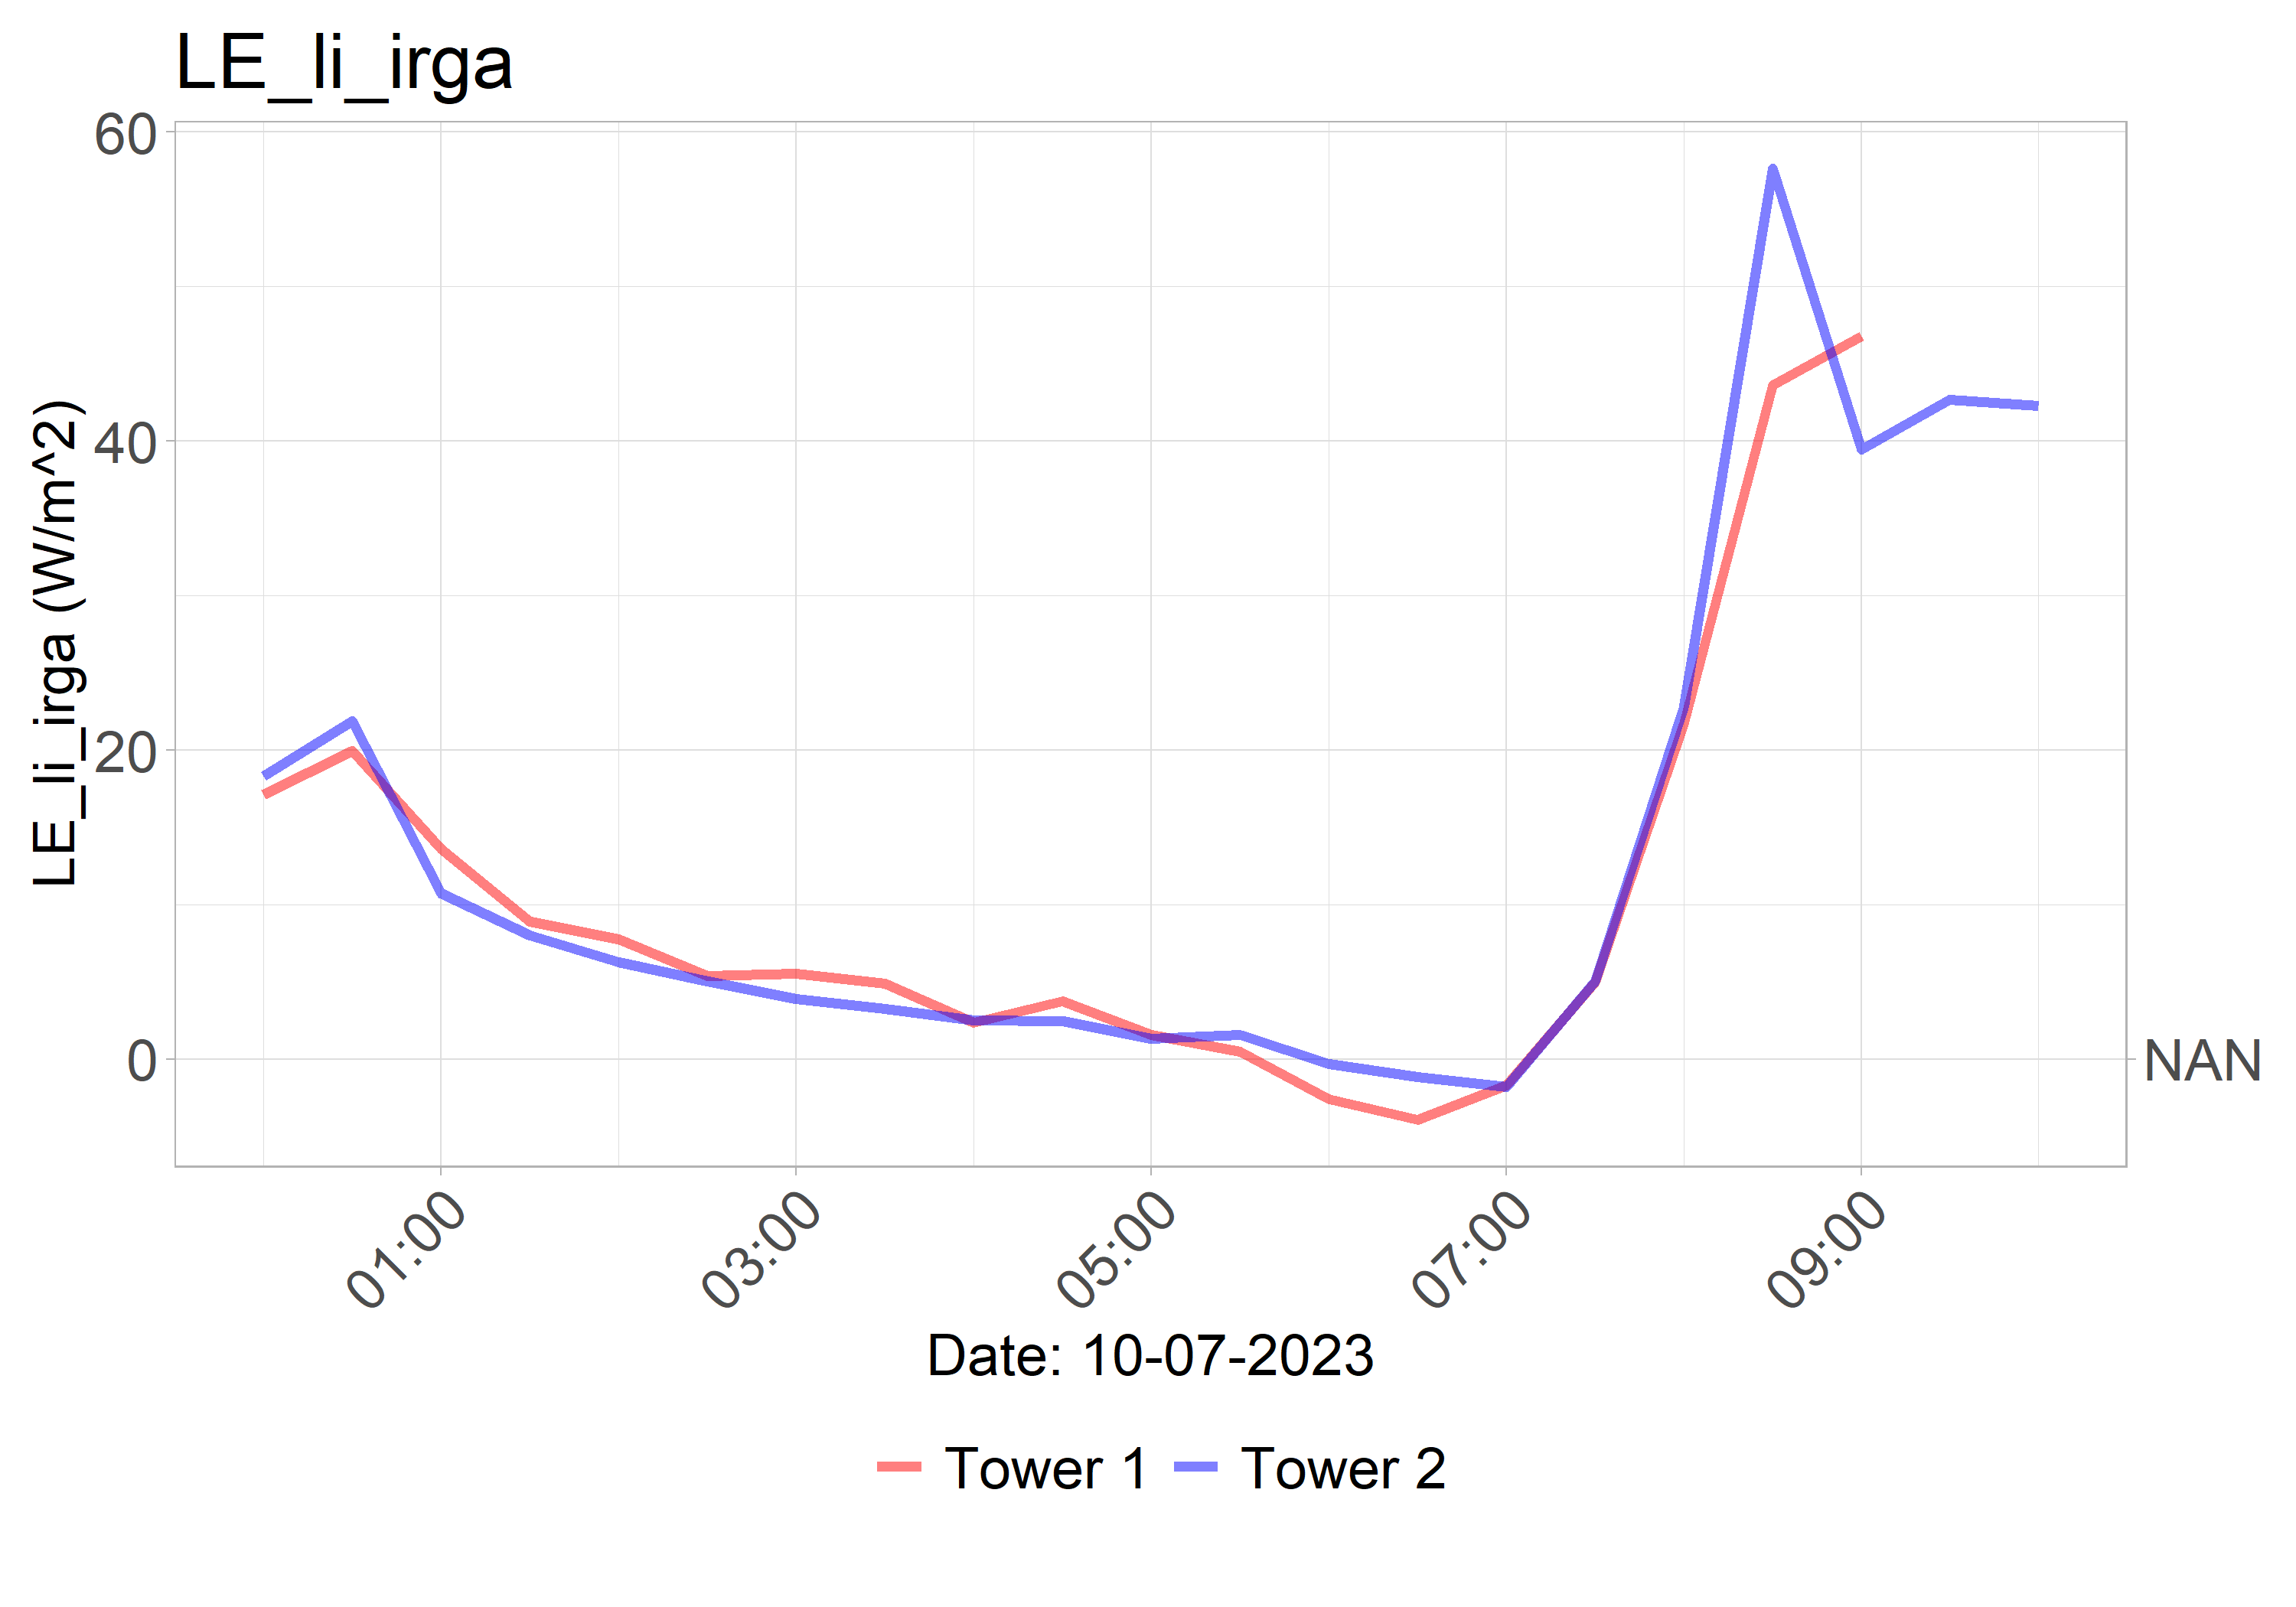 LE_li_irga
LE_li_irga (W/m^2)
60
40
20
0
NAN
01:00
03:00
05:00
07:00
09:00
Date: 10-07-2023
Tower 1
Tower 2